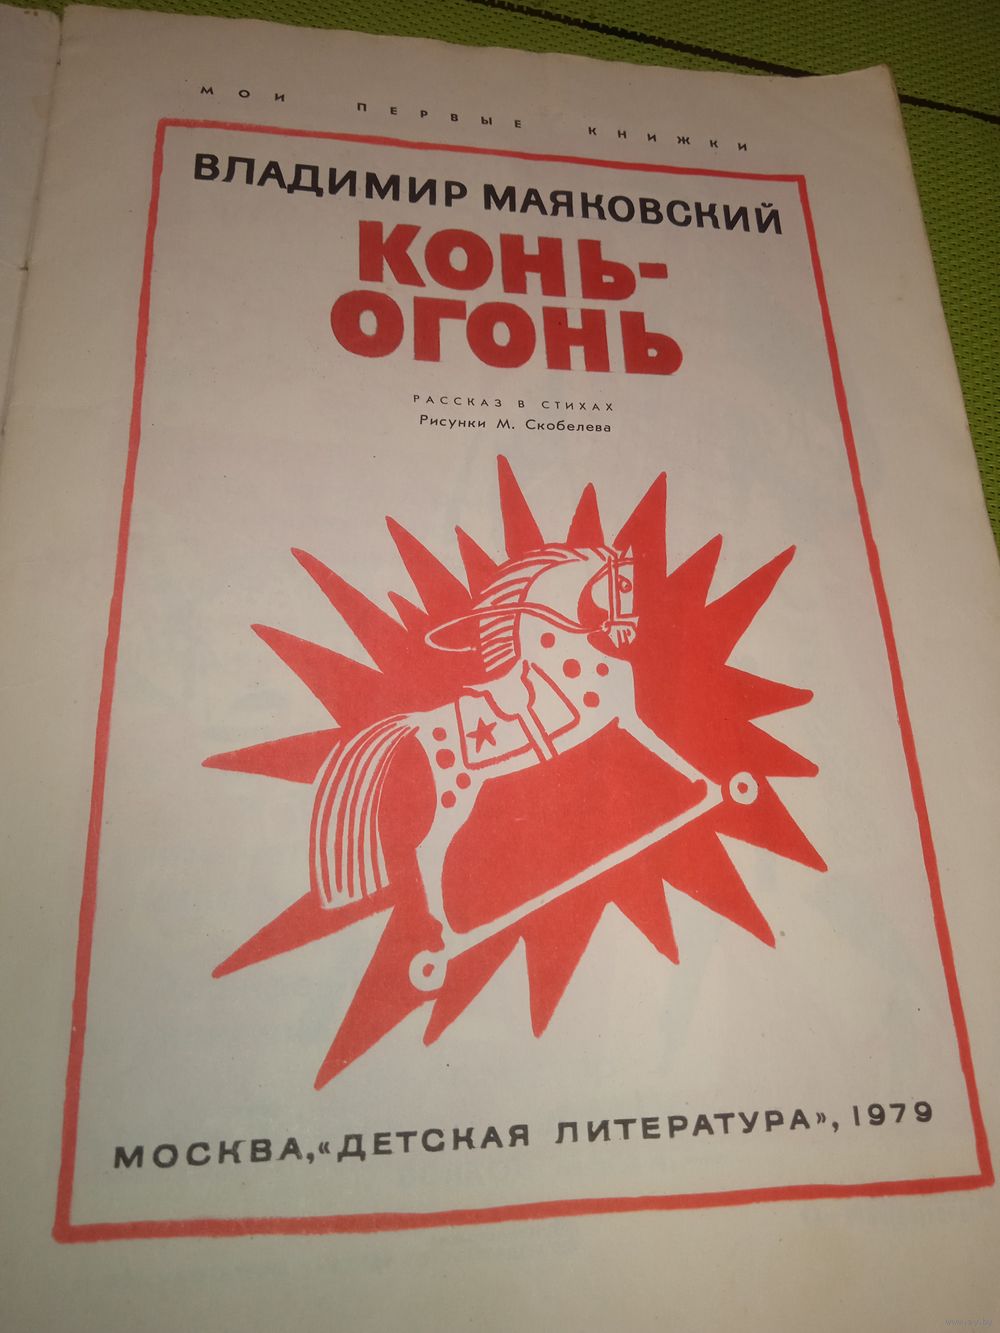 МОИ ПЕРВЫЕ КНИЖКИ
ВЛАДИМИР МАЯКОВСКИЙ
КОНЬ-
ОГОНЬ
РАССКАЗ В СТИХАХ
Рисунки М. Скобелева
МОСКВА, «ДЕТСКАЯ ЛИТЕРАТУРА», 1979